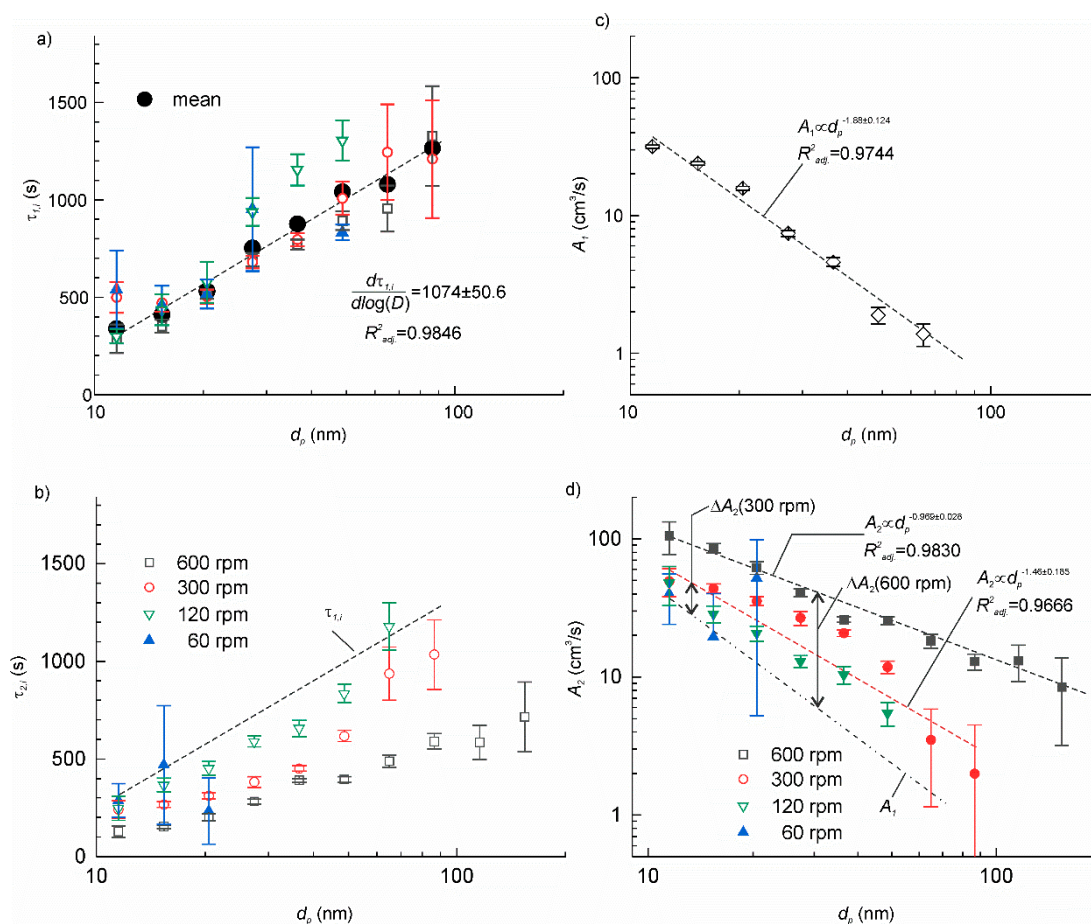 a)
1500
1000
500
0
τ1,i (s)
mean
dτ1,i
dlog(D)
=1074±50.6
R²adj.=0.9846
10
100
dp (nm)
c)
100
10
1
A1 (cm³/s)
A1∝dp^-1.88±0.124
R²adj.=0.9744
10
100
dp (nm)
b)
1500
1000
500
0
τ2,i (s)
600 rpm
300 rpm
120 rpm
60 rpm
τ1,i
10
100
dp (nm)
d)
100
10
1
A2 (cm³/s)
ΔA2(300 rpm)
A2∝dp^-0.969±0.026
R²adj.=0.9830
ΔA2(600 rpm)
A2∝dp^-1.46±0.185
R²adj.=0.9666
600 rpm
300 rpm
120 rpm
60 rpm
A1
10
100
dp (nm)